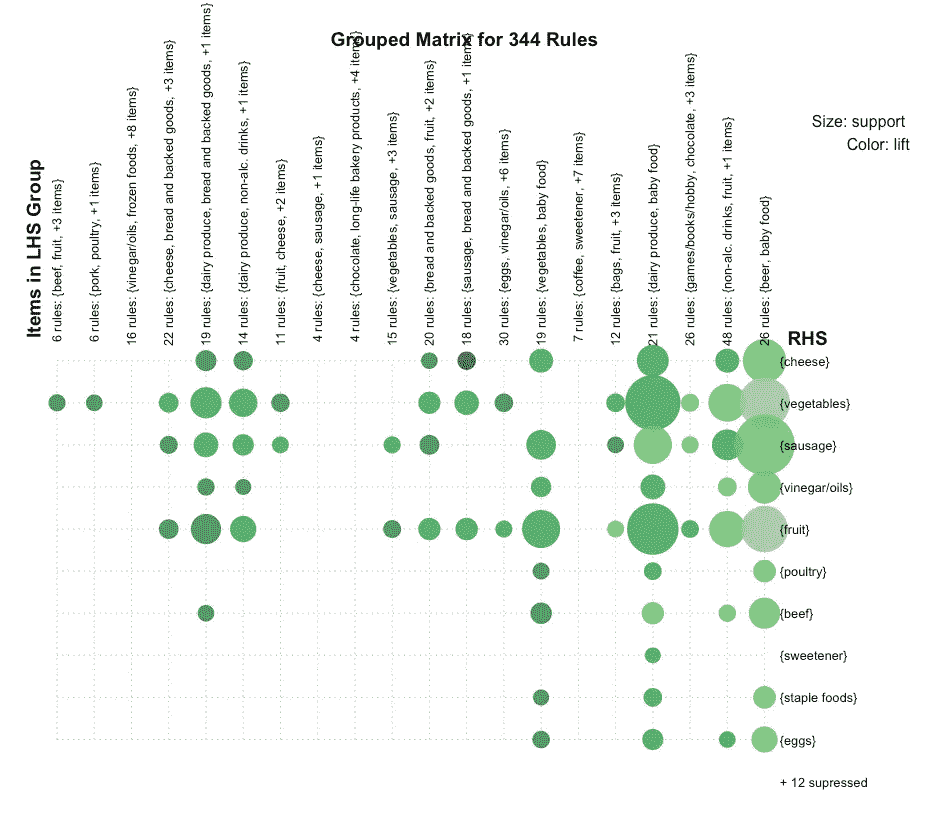 Grouped Matrix for 344 Rules
Size: support
Color: lift
Items in LHS Group
6 rules: {beef, fruit, +3 items}
6 rules: {pork, poultry, +1 items}
16 rules: {vinegar/oils, frozen foods, +8 items}
22 rules: {cheese, bread and backed goods, +3 items}
19 rules: {dairy produce, bread and backed goods, +1 items}
14 rules: {dairy produce, non-alc. drinks, +1 items}
11 rules: {fruit, cheese, +2 items}
4 rules: {cheese, sausage, +1 items}
4 rules: {chocolate, long-life bakery products, +4 items}
15 rules: {vegetables, sausage, +3 items}
20 rules: {bread and backed goods, fruit, +2 items}
18 rules: {sausage, bread and backed goods, +1 items}
30 rules: {eggs, vinegar/oils, +6 items}
19 rules: {vegetables, baby food}
7 rules: {coffee, sweetener, +7 items}
12 rules: {bags, fruit, +3 items}
21 rules: {dairy produce, baby food}
26 rules: {games/books/hobby, chocolate, +3 items}
48 rules: {non-alc. drinks, fruit, +1 items}
26 rules: {beer, baby food}
RHS
{cheese}
{vegetables}
{sausage}
{vinegar/oils}
{fruit}
{poultry}
{beef}
{sweetener}
{staple foods}
{eggs}
+ 12 supressed